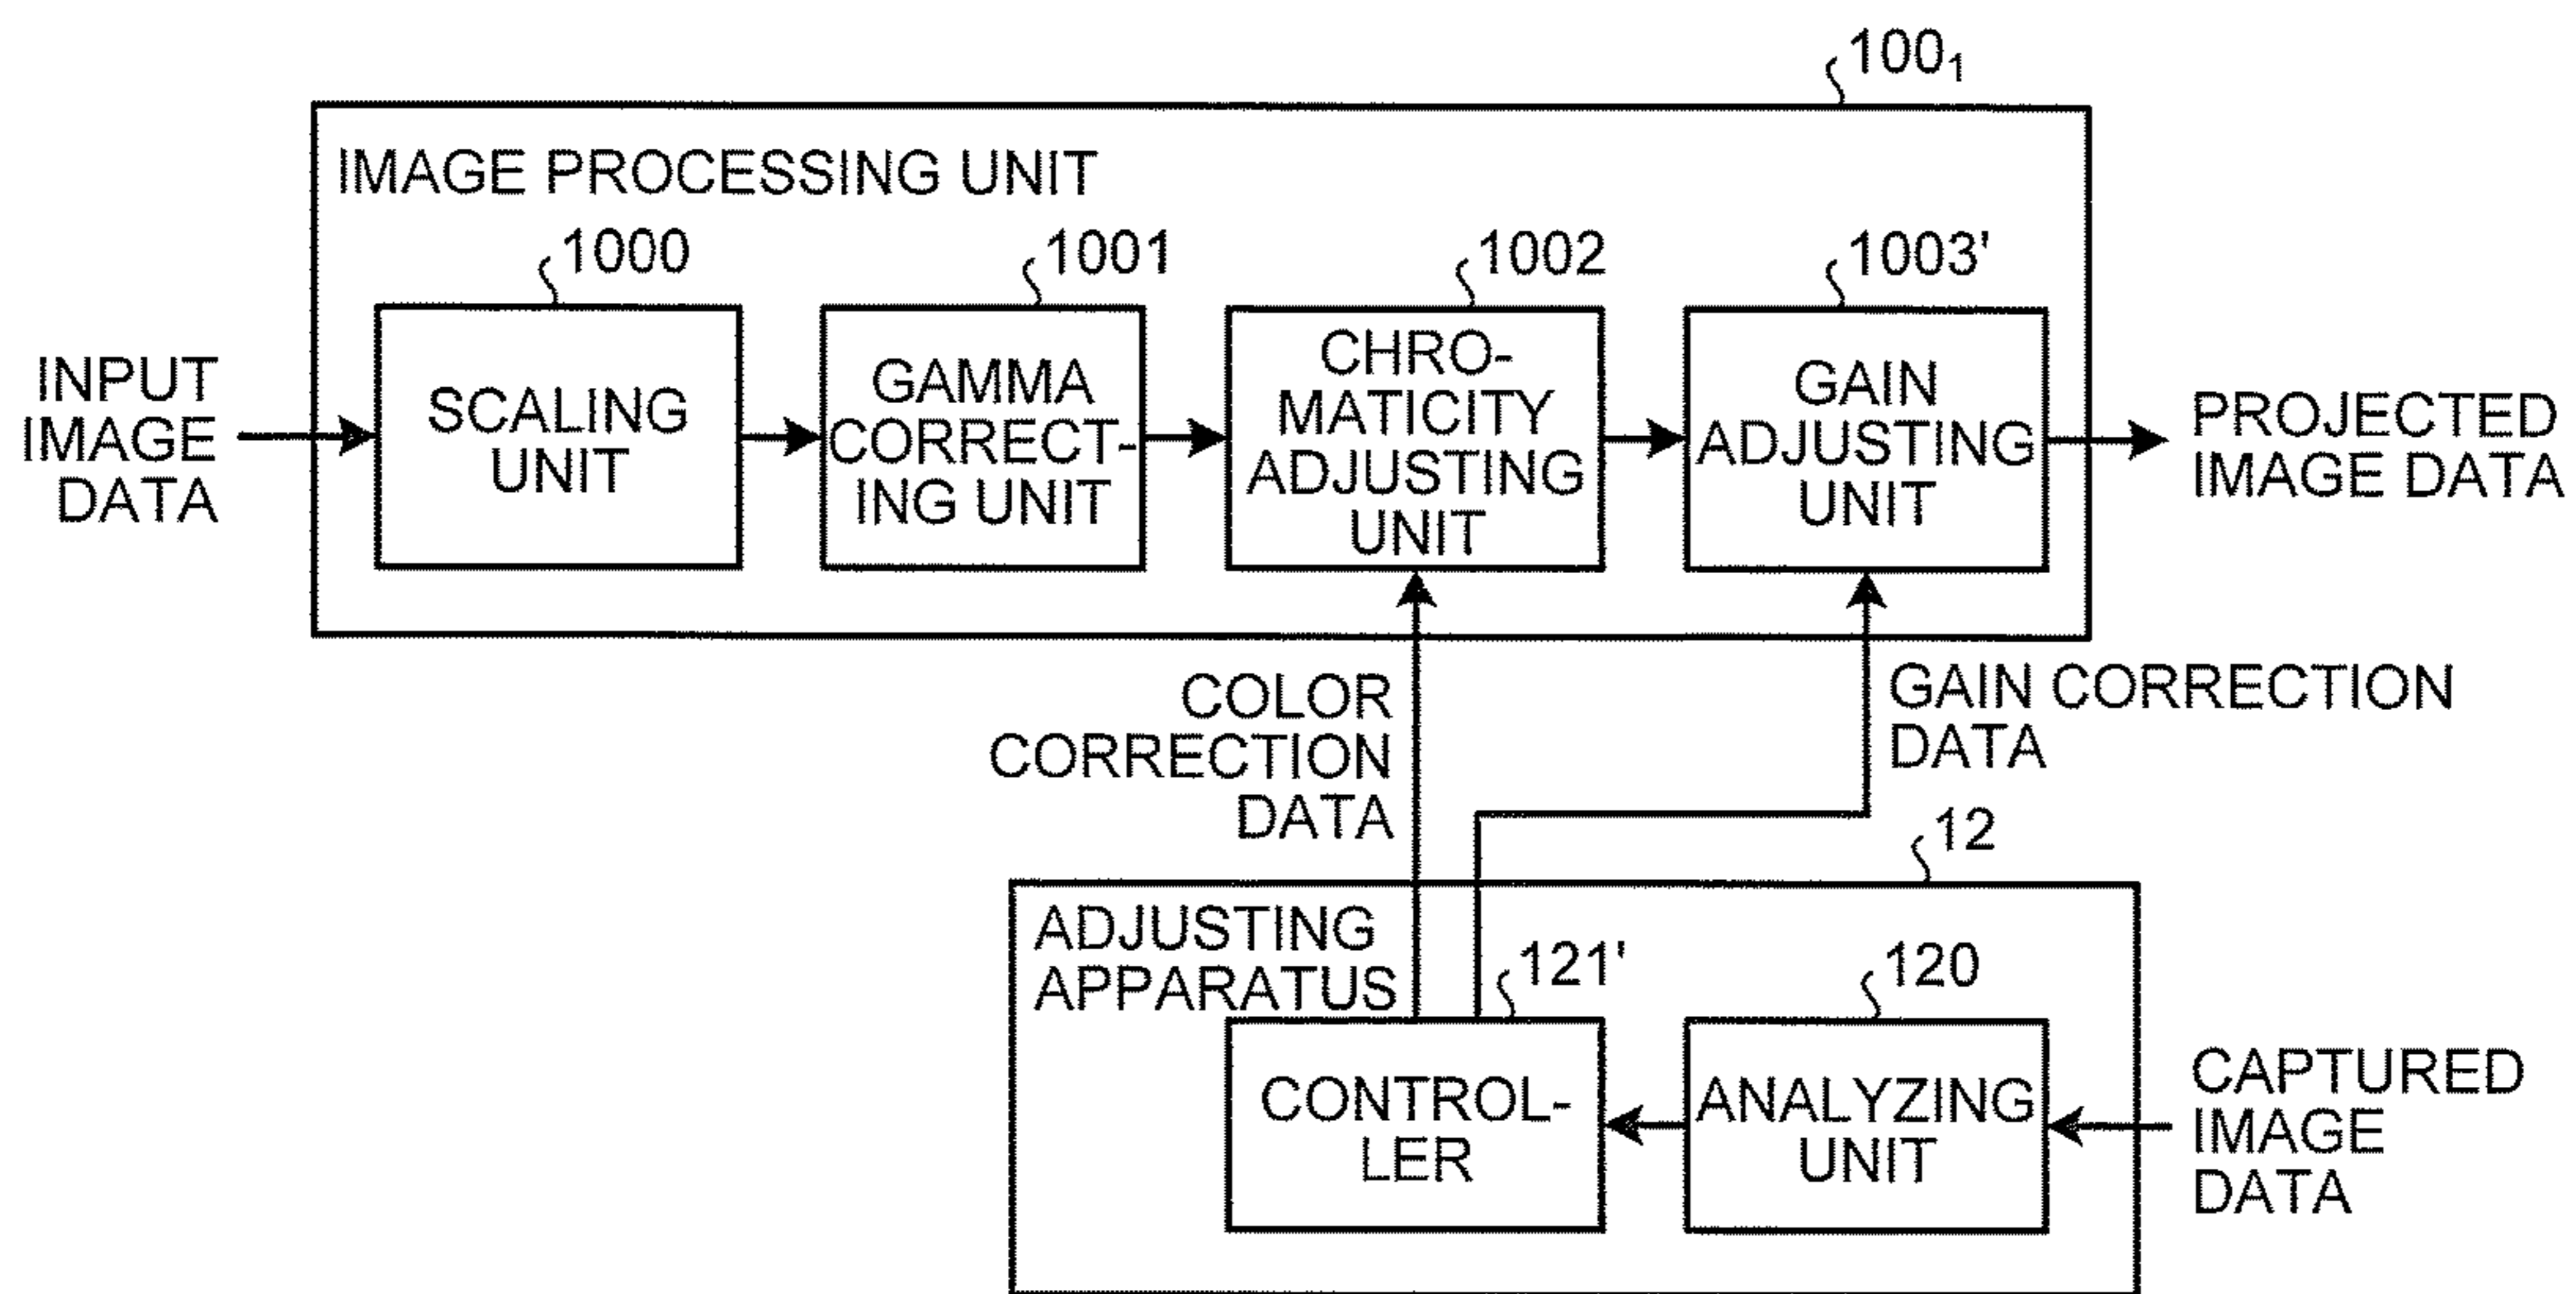 100₁
IMAGE PROCESSING UNIT
1000
1001
1002
1003'
INPUT
IMAGE
DATA
SCALING
UNIT
GAMMA
CORRECT-
ING UNIT
CHRO-
MATICITY
ADJUSTING
UNIT
GAIN
ADJUSTING
UNIT
PROJECTED
IMAGE DATA
COLOR
CORRECTION
DATA
GAIN CORRECTION
DATA
12
ADJUSTING
APPARATUS
121'
120
CONTROL-
LER
ANALYZING
UNIT
CAPTURED
IMAGE
DATA